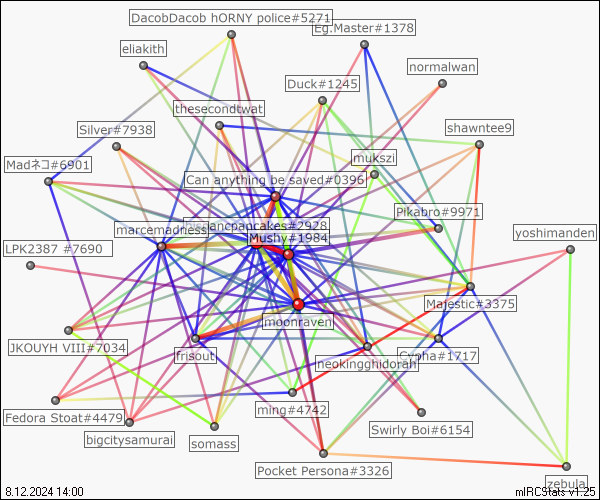 DacobDacob hORNY police#5271
Eg.Master#1378
eliakith
normalwan
Duck#1245
thesecondtwat
Silver#7938
shawntee9
mukszi
Madネコ#6901
Can anything be saved#0396
Pikabro#9971
pancakes#2928
marcemadness
Mushy#1984
yoshimanden
LPK2387 #7690
Majestic#3375
moonraven
JKOUYH VIII#7034
frisout
neokingghidorah
Cypha#1717
ming#4742
Fedora Stoat#4479
Swirly Boi#6154
bigcitysamurai
somass
Pocket Persona#3326
zebula
8.12.2024 14:00
mIRCStats v1.25